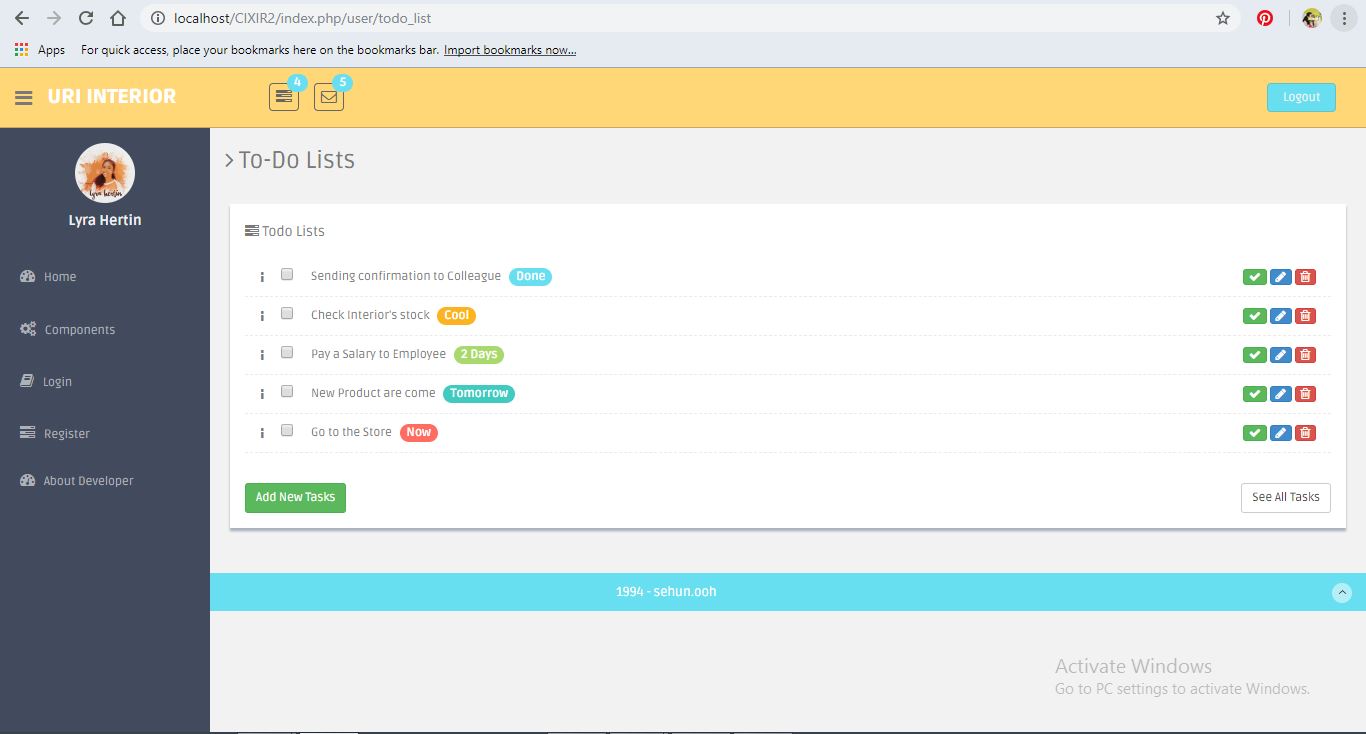 localhost/CIXIR2/index.php/user/todo_list
Apps For quick access, place your bookmarks here on the bookmarks bar. Import bookmarks now...
URI INTERIOR 4 5 Logout
Lyra Hertin
Lyra Hertin
Home
Components
Login
Register
About Developer
To-Do Lists
Todo Lists
Sending confirmation to Colleague Done
Check Interior's stock Cool
Pay a Salary to Employee 2 Days
New Product are come Tomorrow
Go to the Store Now
Add New Tasks See All Tasks
1994 - sehun.ooh
Activate Windows
Go to PC settings to activate Windows.